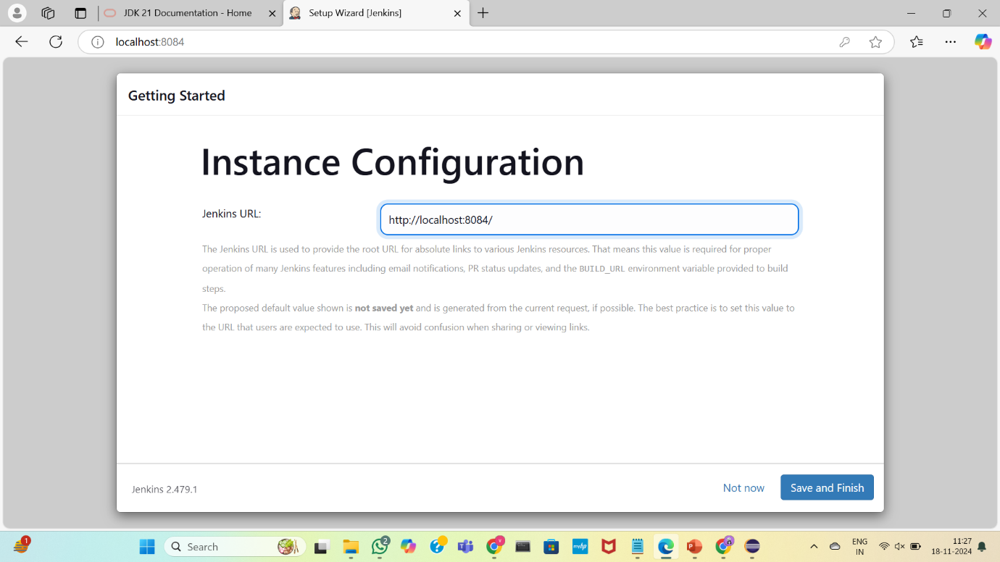 JDK 21 Documentation - Home
Setup Wizard [Jenkins]
localhost:8084
Getting Started
Instance Configuration
Jenkins URL:
http://localhost:8084/
The Jenkins URL is used to provide the root URL for absolute links to various Jenkins resources. That means this value is required for proper
operation of many Jenkins features including email notifications, PR status updates, and the BUILD_URL environment variable provided to build
steps.
The proposed default value shown is not saved yet and is generated from the current request, if possible. The best practice is to set this value to
the URL that users are expected to use. This will avoid confusion when sharing or viewing links.
Jenkins 2.479.1
Not now
Save and Finish
1
Search
2
myhp
V
P
ENG
IN
11:27
18-11-2024